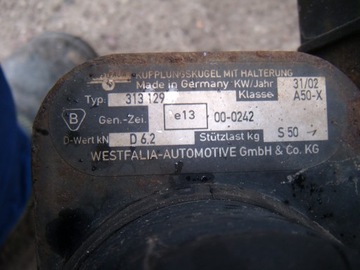 KUPPLUNGSKUGEL MIT HALTERUNG
Made in Germany KW/Jahr 31/02
Typ: 313 129 Klasse A50-X
B Gen.-Zei. e13 00-0242
D-Wert kN D 6.2 Stützlast kg S 50
WESTFALIA-AUTOMOTIVE GmbH & Co. KG